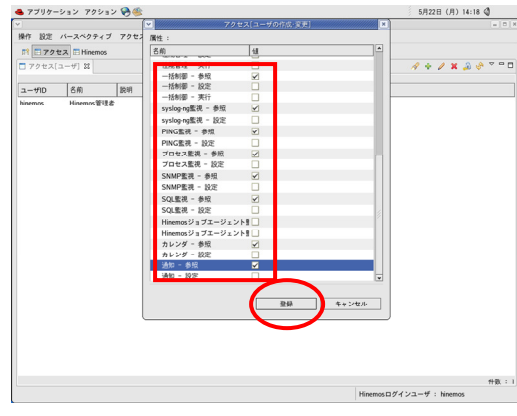 アプリケーション アクション
5月22日 (月) 14:18
アクセス[ユーザの作成・変更]
操作 設定 パースペクティブ アクセ
属性 :
アクセス Hinemos
名前 値
アクセス[ユーザ]
一括制御 - 参照
一括制御 - 設定
一括制御 - 実行
ユーザID 名前 説明
syslog-ng監視 - 参照
hinemos Hinemos管理者
syslog-ng監視 - 設定
PING監視 - 参照
PING監視 - 設定
プロセス監視 - 参照
プロセス監視 - 設定
SNMP監視 - 参照
SNMP監視 - 設定
SQL監視 - 参照
SQL監視 - 設定
Hinemosジョブエージェント
Hinemosジョブエージェント
カレンダ - 参照
カレンダ - 設定
通知 - 参照
通知 - 設定
登録 キャンセル
件数 : 1
Hinemosログインユーザ : hinemos